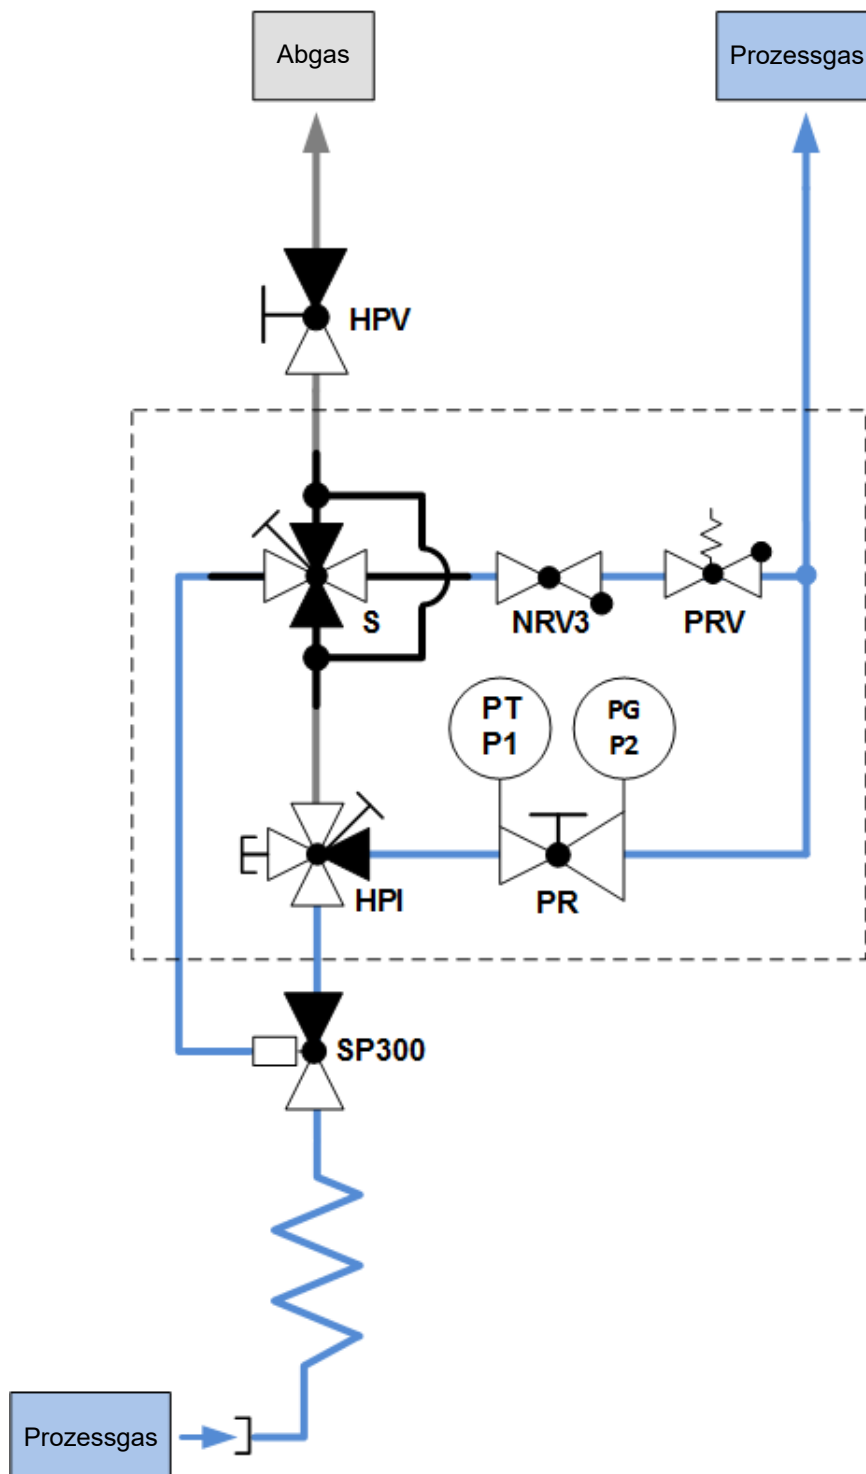 Abgas
Prozessgas
HPV
S
NRV3
PRV
PT
P1
PG
P2
HPI
PR
SP300
Prozessgas